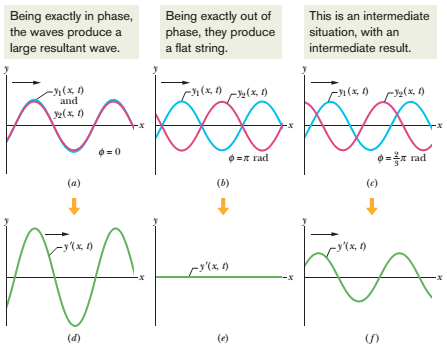 Being exactly in phase,
the waves produce a
large resultant wave.
Being exactly out of
phase, they produce
a flat string.
This is an intermediate
situation, with an
intermediate result.
y
y₁(x, t)
and
y₂(x, t)
x
ϕ = 0
(a)
y
y₁(x, t)
y₂(x, t)
x
ϕ = π rad
(b)
y
y₁(x, t)
y₂(x, t)
x
ϕ = 2/3 π rad
(c)
y
y′(x, t)
x
(d)
y
y′(x, t)
x
(e)
y
y′(x, t)
x
(f)